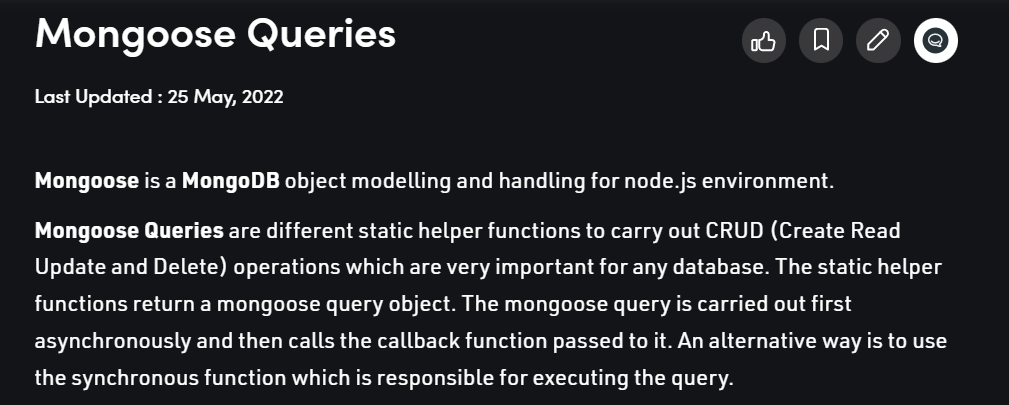 Mongoose Queries
Last Updated : 25 May, 2022
Mongoose is a MongoDB object modelling and handling for node.js environment.
Mongoose Queries are different static helper functions to carry out CRUD (Create Read
Update and Delete) operations which are very important for any database. The static helper
functions return a mongoose query object. The mongoose query is carried out first
asynchronously and then calls the callback function passed to it. An alternative way is to use
the synchronous function which is responsible for executing the query.